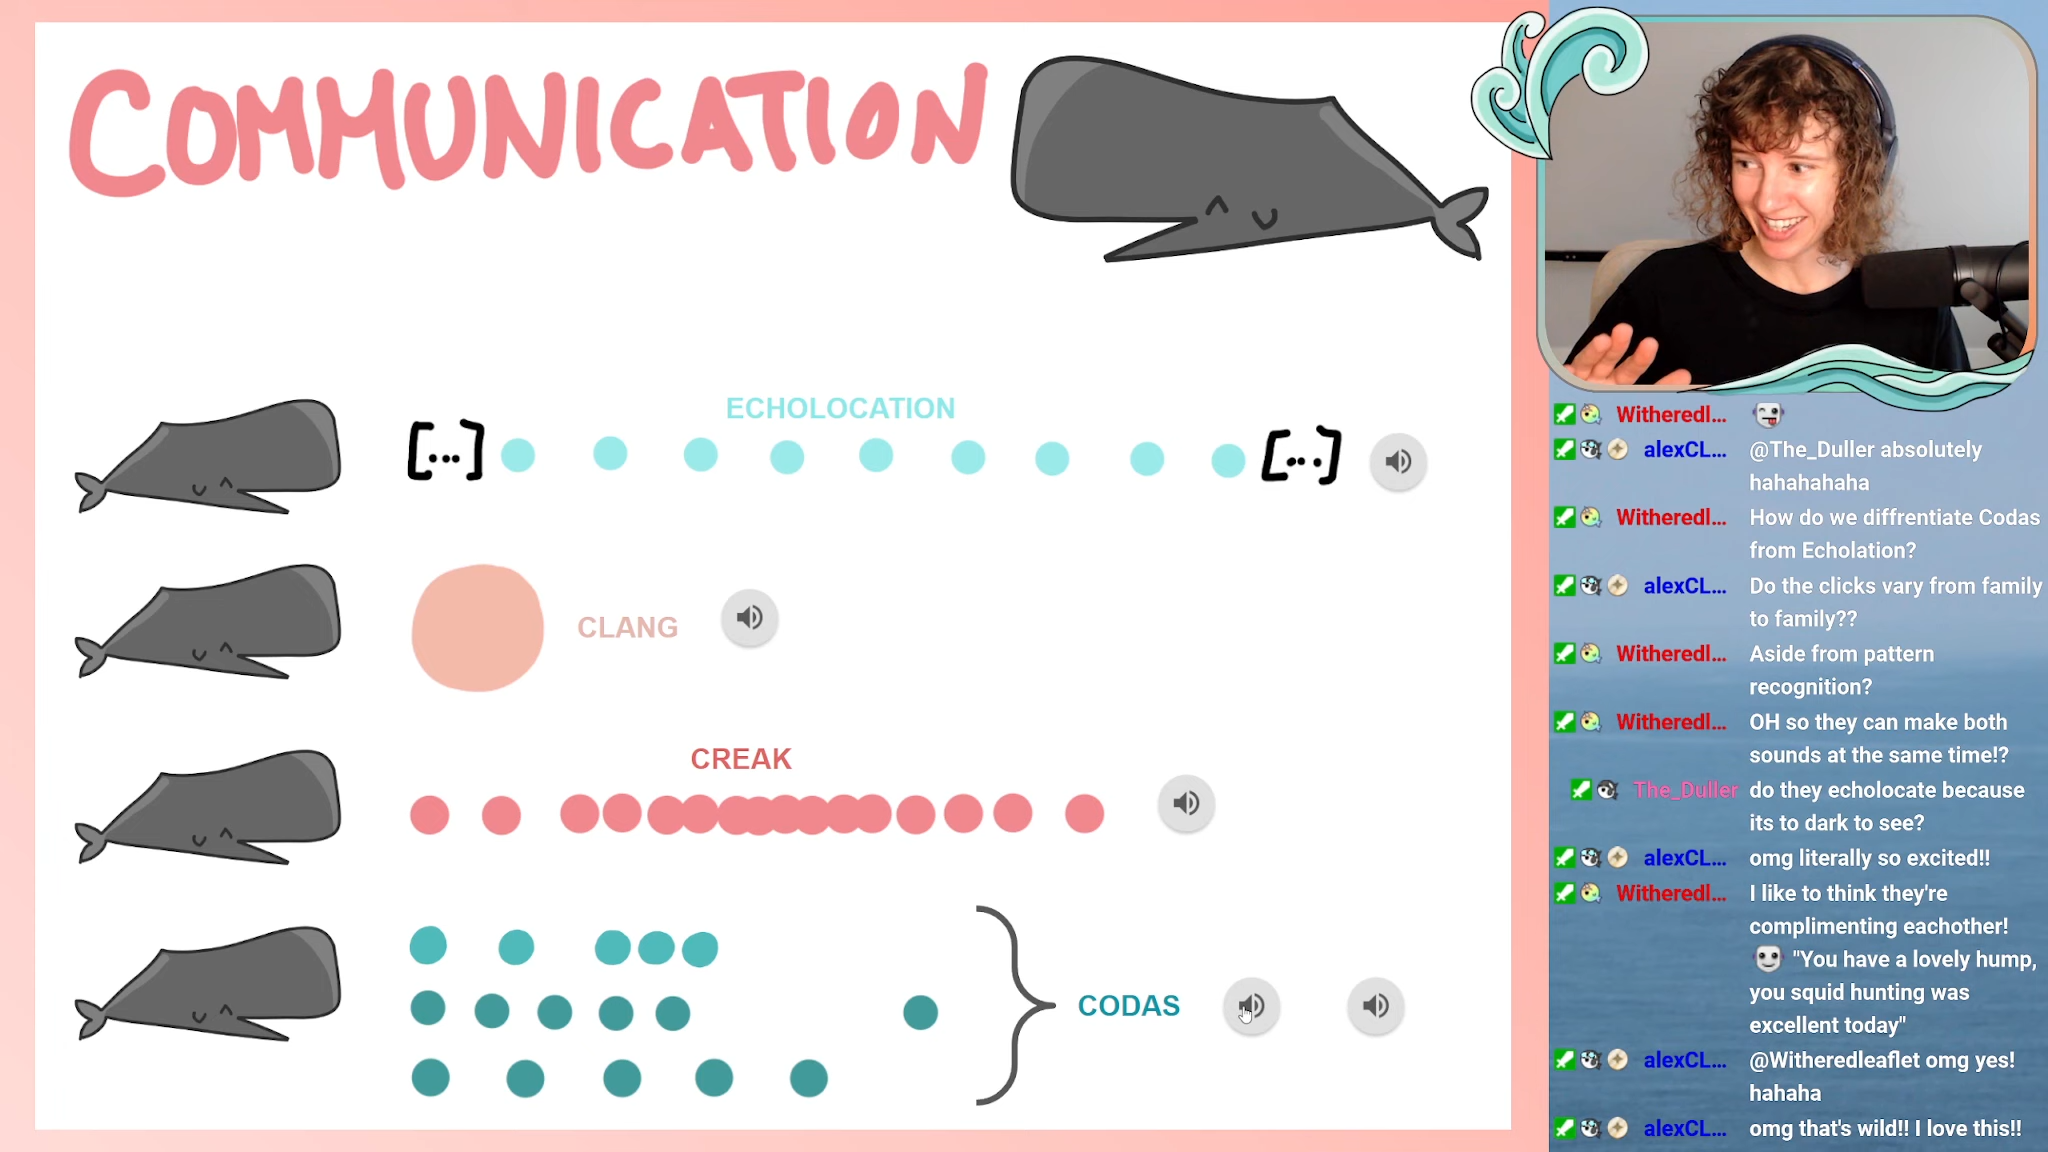 COMMUNICATION
ECHOLOCATION
[...] [...]
CLANG
CREAK
CODAS
Witheredl...
alexCL... @The_Duller absolutely
hahahahaha
Witheredl... How do we diffrentiate Codas
from Echolation?
alexCL... Do the clicks vary from family
to family??
Witheredl... Aside from pattern
recognition?
Witheredl... OH so they can make both
sounds at the same time!?
The_Duller do they echolocate because
its to dark to see?
alexCL... omg literally so excited!!
Witheredl... I like to think they're
complimenting eachother!
"You have a lovely hump,
you squid hunting was
excellent today"
alexCL... @Witheredleaflet omg yes!
hahaha
alexCL... omg that's wild!! I love this!!